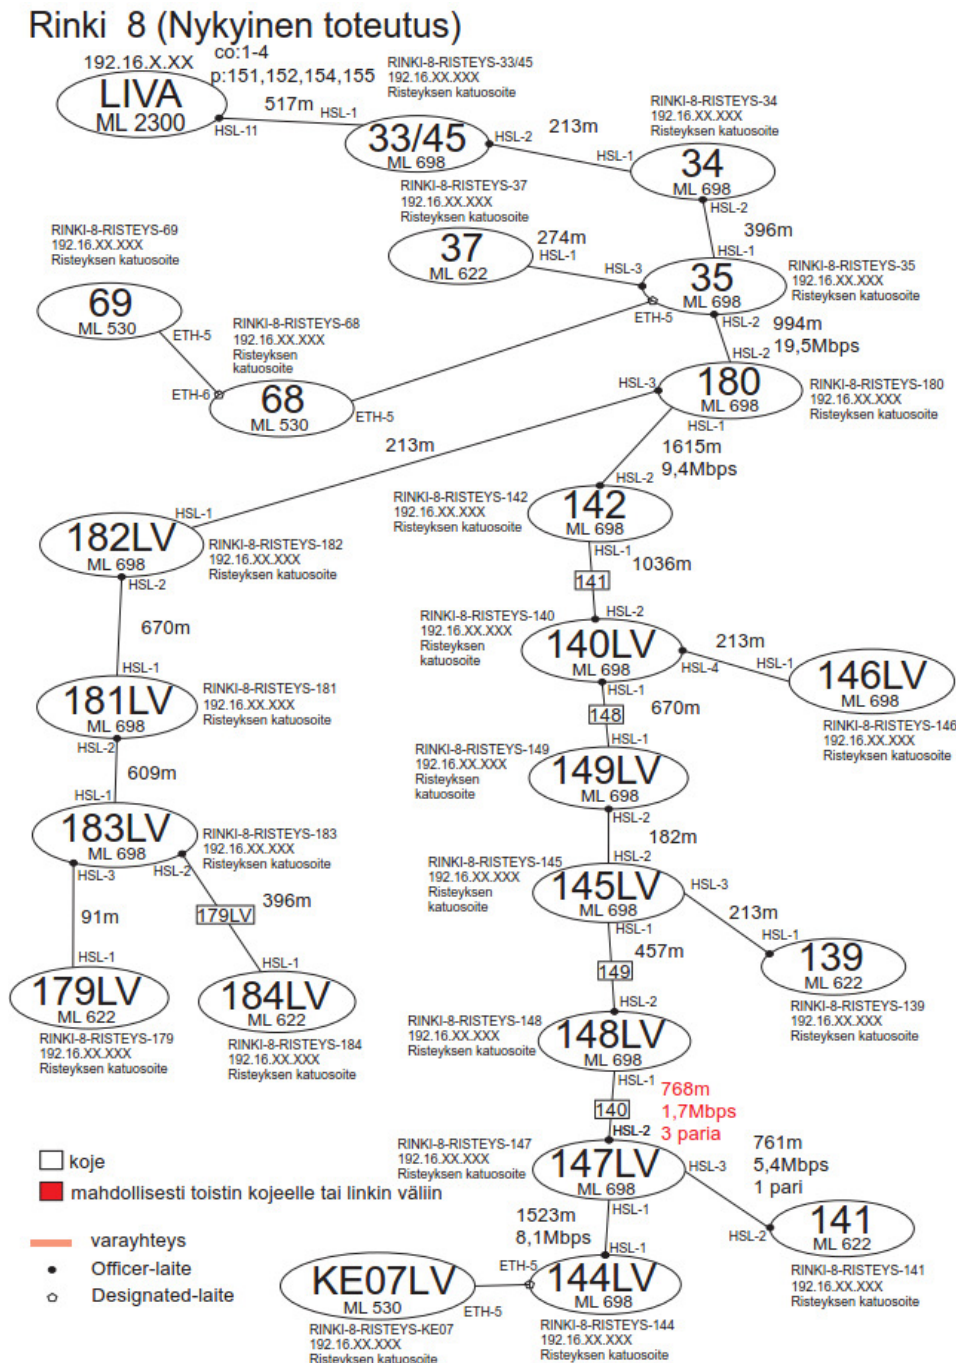 Rinki 8 (Nykyinen toteutus)
192.16.X.XX
co:1-4
p:151,152,154,155
LIVA
ML 2300
HSL-11
517m
HSL-1
RINKI-8-RISTEYS-33/45
192.16.XX.XXX
Risteyksen katuosoite
33/45
ML 698
HSL-2
213m
HSL-1
RINKI-8-RISTEYS-34
192.16.XX.XXX
Risteyksen katuosoite
34
ML 698
HSL-2
396m
HSL-1
RINKI-8-RISTEYS-37
192.16.XX.XXX
Risteyksen katuosoite
37
ML 622
274m
HSL-1
HSL-3
35
ML 698
RINKI-8-RISTEYS-35
192.16.XX.XXX
Risteyksen katuosoite
ETH-5
HSL-2
994m
19,5Mbps
HSL-2
RINKI-8-RISTEYS-69
192.16.XX.XXX
Risteyksen katuosoite
69
ML 530
ETH-5
RINKI-8-RISTEYS-68
192.16.XX.XXX
Risteyksen
katuosoite
ETH-6
68
ML 530
ETH-5
HSL-3
180
ML 698
RINKI-8-RISTEYS-180
192.16.XX.XXX
Risteyksen katuosoite
HSL-1
213m
1615m
9,4Mbps
HSL-2
RINKI-8-RISTEYS-142
192.16.XX.XXX
Risteyksen katuosoite
142
ML 698
HSL-1
1036m
141
HSL-1
182LV
ML 698
RINKI-8-RISTEYS-182
192.16.XX.XXX
Risteyksen katuosoite
HSL-2
670m
HSL-1
181LV
ML 698
RINKI-8-RISTEYS-181
192.16.XX.XXX
Risteyksen katuosoite
HSL-2
609m
HSL-1
183LV
ML 698
RINKI-8-RISTEYS-183
192.16.XX.XXX
Risteyksen katuosoite
HSL-3
HSL-2
91m
179LV
396m
HSL-1
HSL-1
179LV
ML 622
184LV
ML 622
RINKI-8-RISTEYS-179
192.16.XX.XXX
Risteyksen katuosoite
RINKI-8-RISTEYS-184
192.16.XX.XXX
Risteyksen katuosoite
RINKI-8-RISTEYS-140
192.16.XX.XXX
Risteyksen
katuosoite
HSL-2
140LV
ML 698
HSL-4
213m
HSL-1
146LV
ML 698
RINKI-8-RISTEYS-146
192.16.XX.XXX
Risteyksen katuosoite
HSL-1
670m
148
HSL-1
RINKI-8-RISTEYS-149
192.16.XX.XXX
Risteyksen
katuosoite
149LV
ML 698
HSL-2
182m
HSL-2
RINKI-8-RISTEYS-145
192.16.XX.XXX
Risteyksen
katuosoite
145LV
ML 698
HSL-3
213m
HSL-1
139
ML 622
RINKI-8-RISTEYS-139
192.16.XX.XXX
Risteyksen katuosoite
HSL-1
457m
149
HSL-2
RINKI-8-RISTEYS-148
192.16.XX.XXX
Risteyksen katuosoite
148LV
ML 698
HSL-1
768m
1,7Mbps
3 paria
140
HSL-2
RINKI-8-RISTEYS-147
192.16.XX.XXX
Risteyksen katuosoite
147LV
ML 698
HSL-3
761m
5,4Mbps
1 pari
HSL-2
141
ML 622
RINKI-8-RISTEYS-141
192.16.XX.XXX
Risteyksen katuosoite
HSL-1
1523m
8,1Mbps
HSL-1
ETH-5
144LV
ML 698
RINKI-8-RISTEYS-144
192.16.XX.XXX
Risteyksen katuosoite
KE07LV
ML 530
ETH-5
RINKI-8-RISTEYS-KE07
192.16.XX.XXX
Risteyksen katuosoite
koje
mahdollisesti toistin kojeelle tai linkin väliin
varayhteys
Officer-laite
Designated-laite